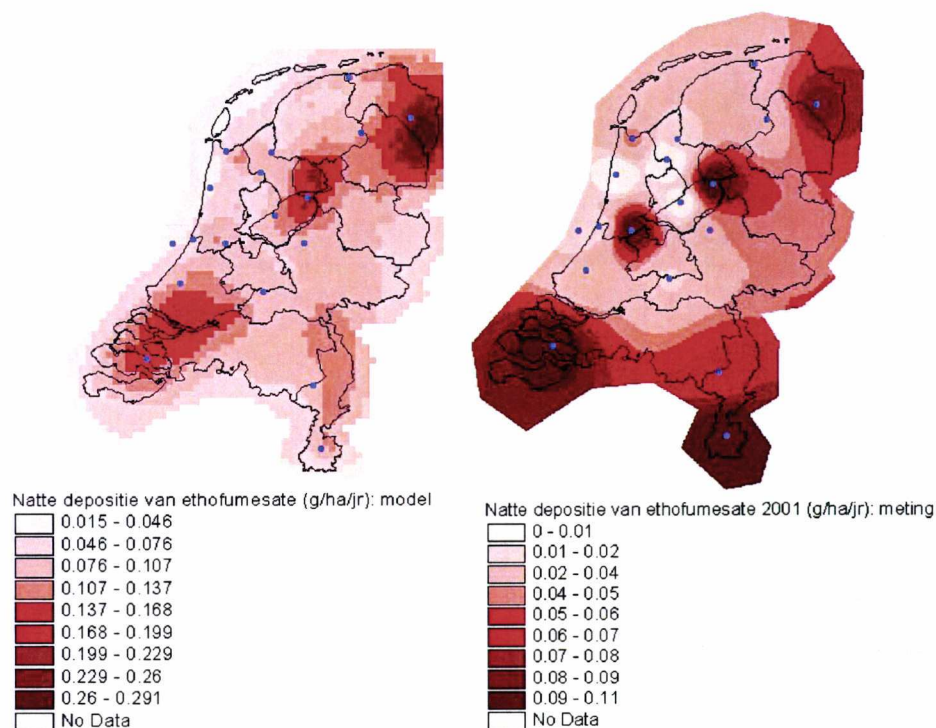 Natte depositie van ethofumesate (g/ha/jr): model
0.015 - 0.046
0.046 - 0.076
0.076 - 0.107
0.107 - 0.137
0.137 - 0.168
0.168 - 0.199
0.199 - 0.229
0.229 - 0.26
0.26 - 0.291
No Data
Natte depositie van ethofumesate 2001 (g/ha/jr): meting
0 - 0.01
0.01 - 0.02
0.02 - 0.04
0.04 - 0.05
0.05 - 0.06
0.06 - 0.07
0.07 - 0.08
0.08 - 0.09
0.09 - 0.11
No Data